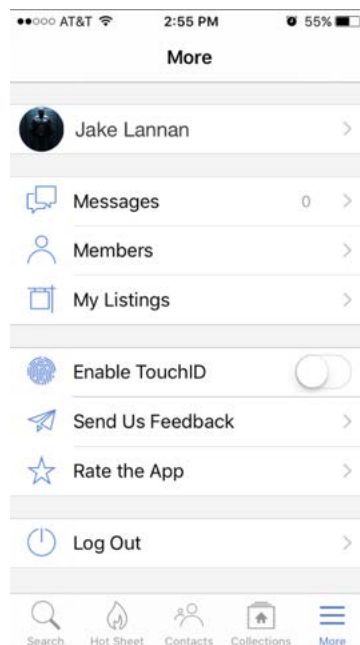 AT&T 2:55 PM 55%
More
Jake Lannan
Messages 0
Members
My Listings
Enable TouchID
Send Us Feedback
Rate the App
Log Out
Search Hot Sheet Contacts Collections More